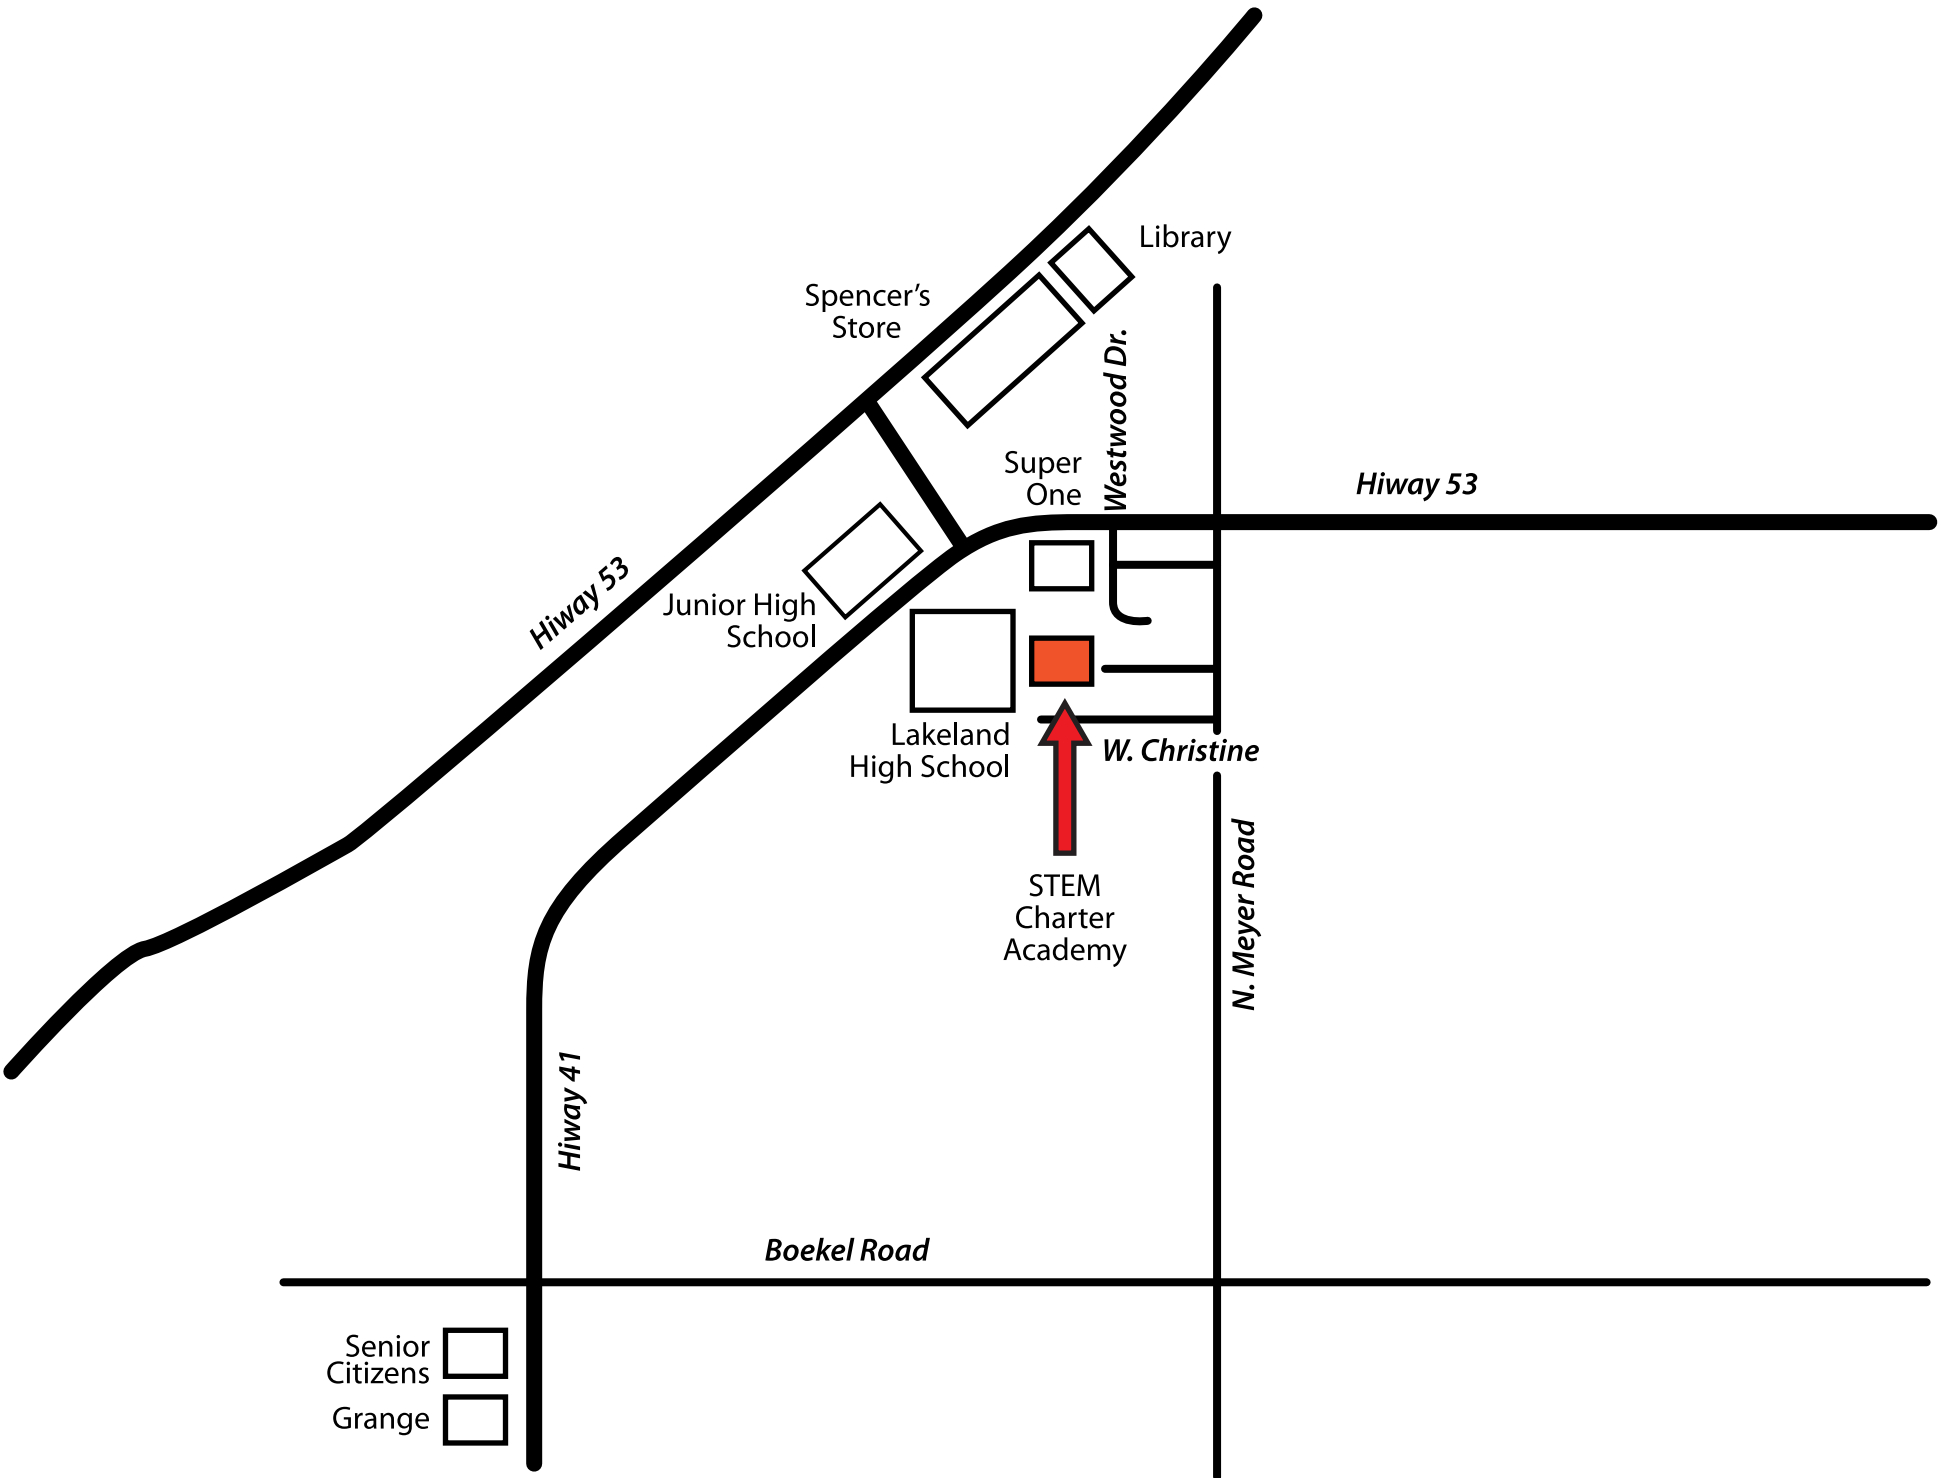 Library
Spencer’s
Store
Westwood Dr.
Super
One
Hiway 53
Hiway 53
Junior High
School
Lakeland
High School
W. Christine
N. Meyer Road
STEM
Charter
Academy
Hiway 41
Boekel Road
Senior
Citizens
Grange